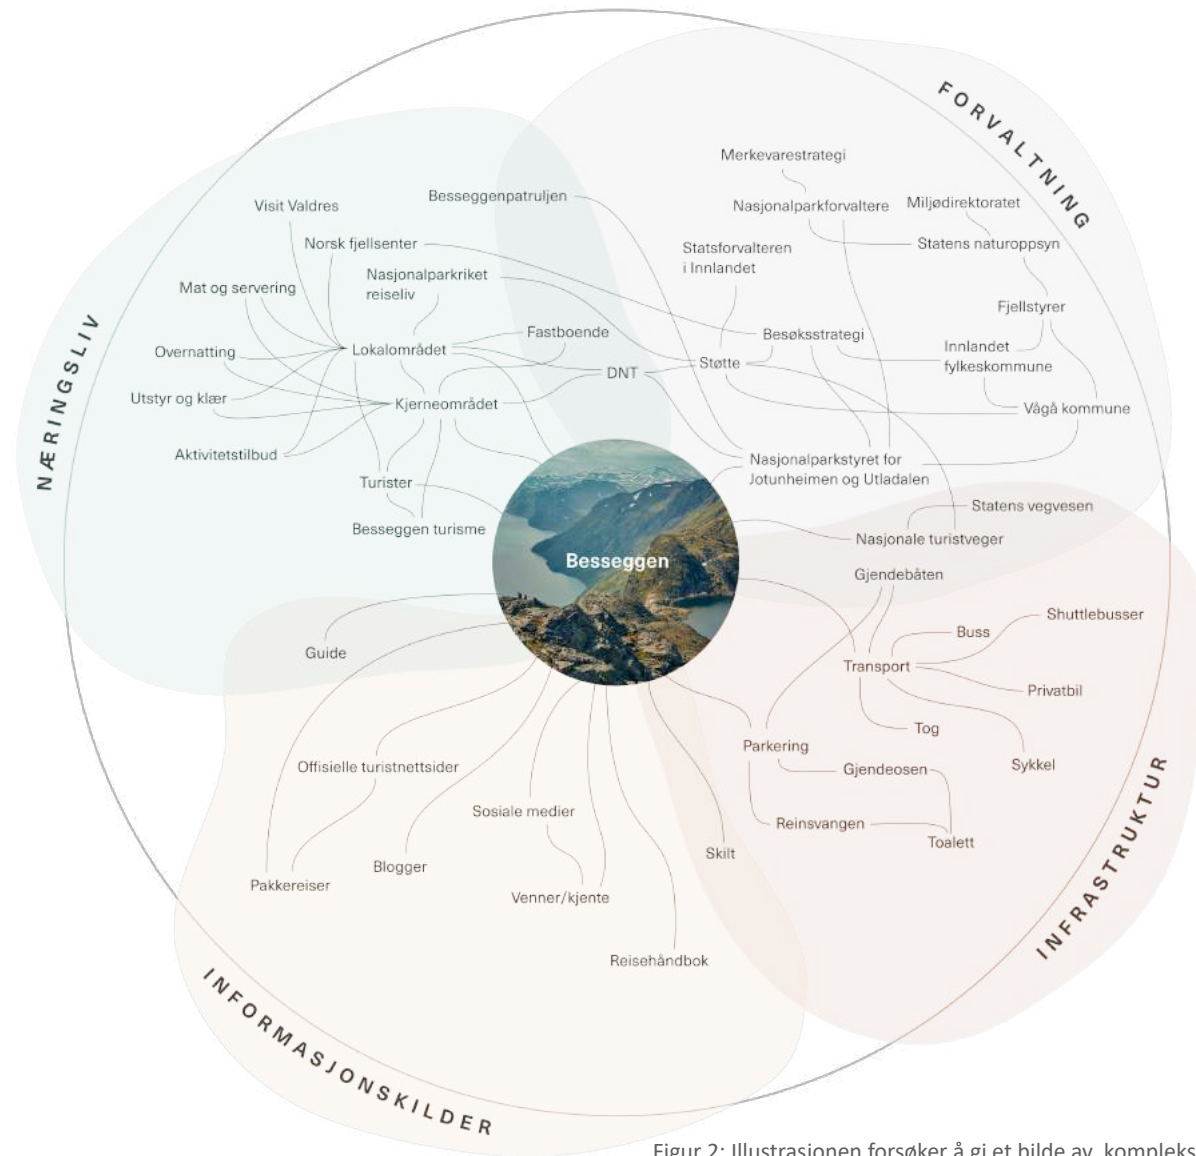 FORVALTNING
Merkevarestrategi
Besseggenpatruljen
Nasjonalparkforvaltere
Miljødirektoratet
Visit Valdres
Norsk fjellsenter
Statsforvalteren
i Innlandet
Statens naturoppsyn
Nasjonalparkriket
reiseliv
Mat og servering
Fjellstyrer
NÆRINGSLIV
Fastboende
Besøksstrategi
Innlandet
fylkeskommune
Overnatting
Lokalområdet
DNT
Støtte
Utstyr og klær
Kjerneområdet
Vågå kommune
Aktivitetstilbud
Nasjonalparkstyret for
Jotunheimen og Utladalen
Turister
Besseggen turisme
Statens vegvesen
Nasjonale turistveger
Besseggen
Gjendebåten
Shuttlebusser
Buss
Guide
Transport
Privatbil
Tog
Parkering
Offisielle turistnettsider
Gjendeosen
Sykkel
Sosiale medier
Reinsvangen
Toalett
Skilt
Blogger
Pakkereiser
Venner/kjente
INFRASTRUKTUR
Reisehåndbok
INFORMASJONSKILDER
Figur 2: Illustrasjonen forsøker å gi et bilde av kompleks